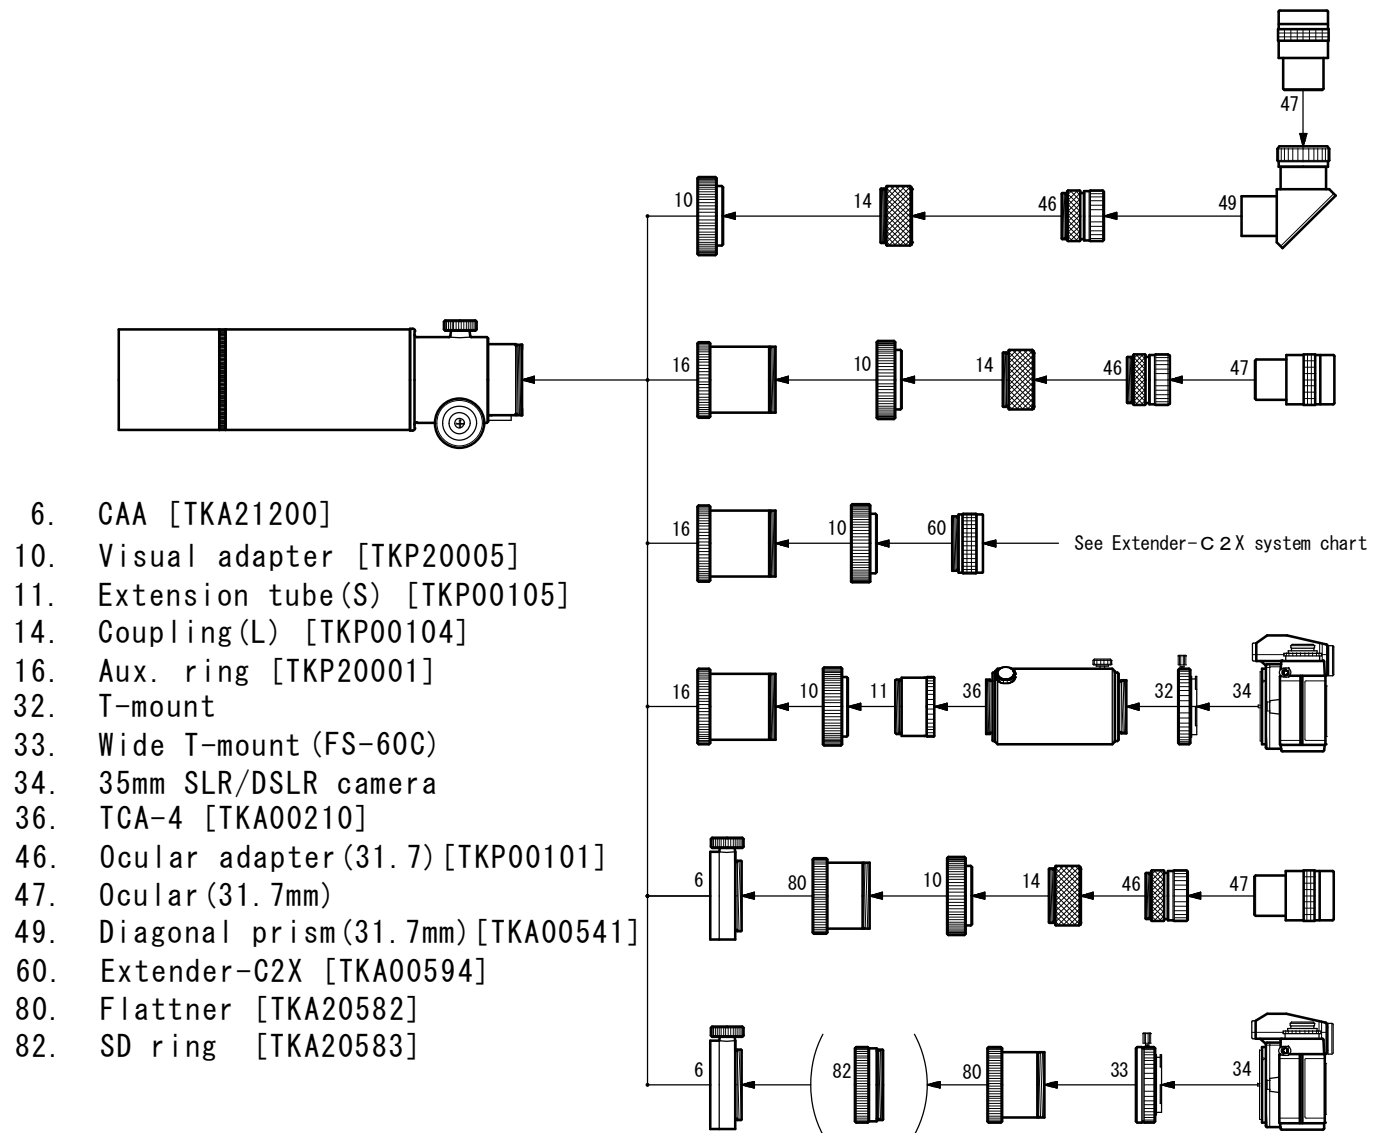 47
10
14
46
49
16
10
14
46
47
6. CAA [TKA21200]
10. Visual adapter [TKP20005]
11. Extension tube(S) [TKP00105]
14. Coupling(L) [TKP00104]
16. Aux. ring [TKP20001]
32. T-mount
33. Wide T-mount(FS-60C)
34. 35mm SLR/DSLR camera
36. TCA-4 [TKA00210]
46. Ocular adapter(31.7)[TKP00101]
47. Ocular(31.7mm)
49. Diagonal prism(31.7mm)[TKA00541]
60. Extender-C2X [TKA00594]
80. Flattner [TKA20582]
82. SD ring [TKA20583]
16
10
60
See Extender-C2X system chart
16
10
11
36
32
34
6
80
10
14
46
47
6
82
80
33
34